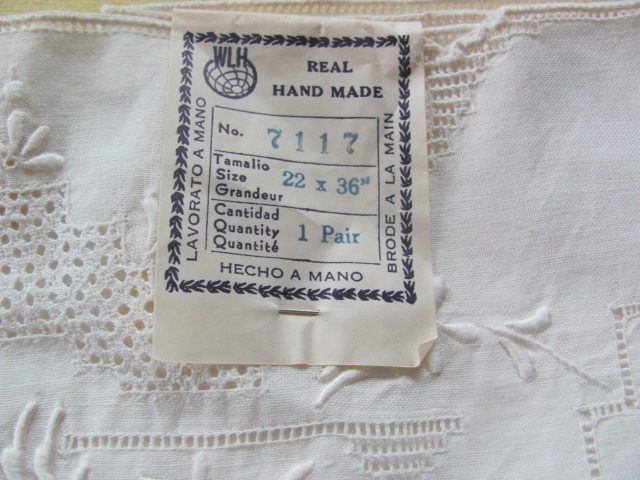 WLH
REAL
HAND MADE
No. 7117
Tamalio
Size
Grandeur
22 x 36"
Cantidad
Quantity
Quantité
1 Pair
LAVORATO A MANO
BRODE A LA MAIN
HECHO A MANO